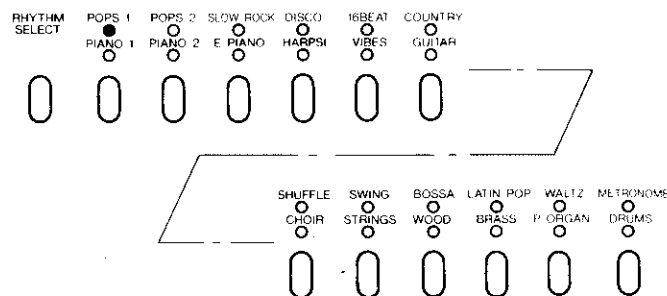 RHYTHM SELECT POPS 1 POPS 2 SLOW ROCK DISCO 16BEAT COUNTRY
PIANO 1 PIANO 2 E PIANO HARPSI VIBES GUITAR
SHUFFLE SWING BOSSA LATIN POP WALTZ METRONOME
CHOIR STRINGS WOOD BRASS P. ORGAN DRUMS